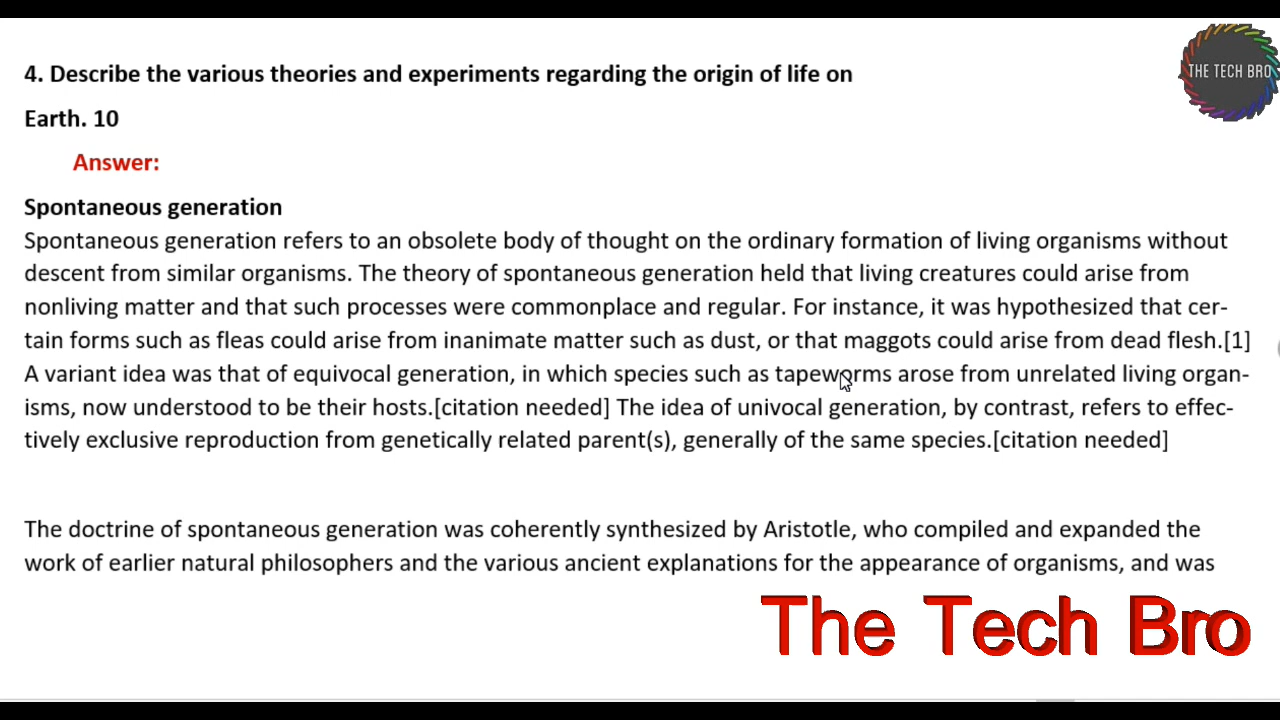 THE TECH BRO
4. Describe the various theories and experiments regarding the origin of life on
Earth. 10
Answer:
Spontaneous generation
Spontaneous generation refers to an obsolete body of thought on the ordinary formation of living organisms without
descent from similar organisms. The theory of spontaneous generation held that living creatures could arise from
nonliving matter and that such processes were commonplace and regular. For instance, it was hypothesized that cer-
tain forms such as fleas could arise from inanimate matter such as dust, or that maggots could arise from dead flesh.[1]
A variant idea was that of equivocal generation, in which species such as tapeworms arose from unrelated living organ-
isms, now understood to be their hosts.[citation needed] The idea of univocal generation, by contrast, refers to effec-
tively exclusive reproduction from genetically related parent(s), generally of the same species.[citation needed]
The doctrine of spontaneous generation was coherently synthesized by Aristotle, who compiled and expanded the
work of earlier natural philosophers and the various ancient explanations for the appearance of organisms, and was
The Tech Bro